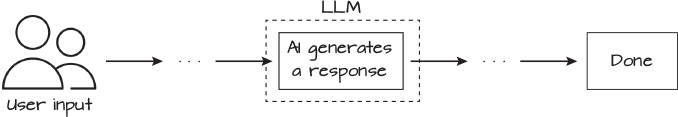 LLM
AI generates
a response
Done
User input